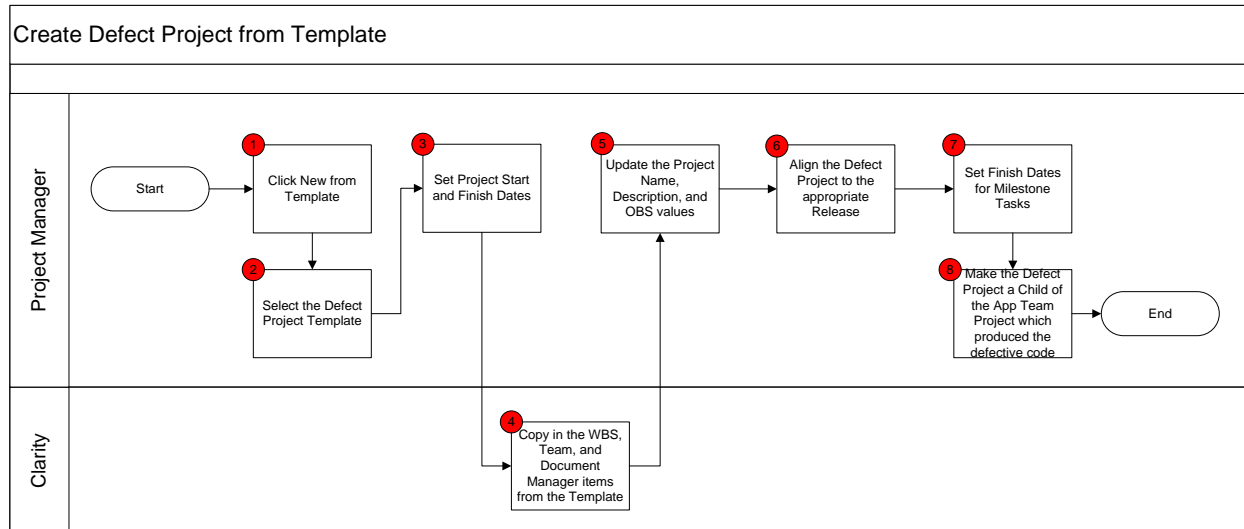 Create Defect Project from Template
Project Manager
Start
1
Click New from
Template
2
Select the Defect
Project Template
3
Set Project Start
and Finish Dates
4
Copy in the WBS,
Team, and
Document
Manager items
from the Template
5
Update the Project
Name,
Description, and
OBS values
6
Align the Defect
Project to the
appropriate
Release
7
Set Finish Dates
for Milestone
Tasks
8
Make the Defect
Project a Child of
the App Team
Project which
produced the
defective code
End
Clarity